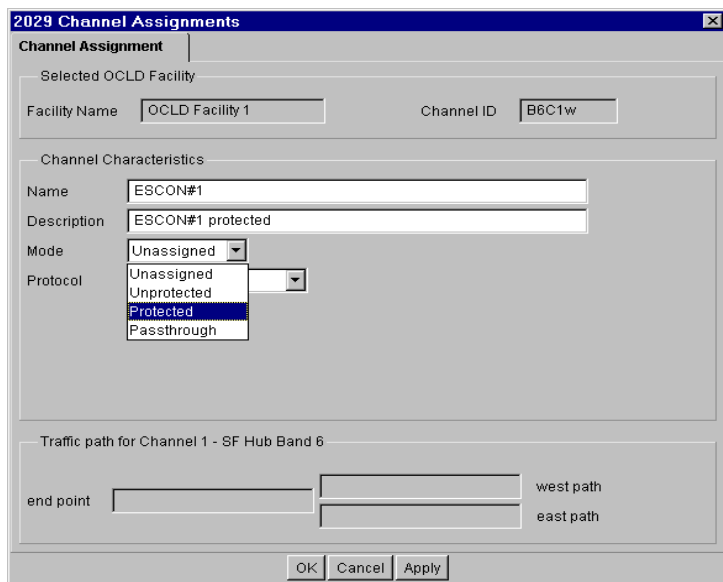 2029 Channel Assignments
Channel Assignment
Selected OCLD Facility
Facility Name OCLD Facility 1 Channel ID B6C1w
Channel Characteristics
Name ESCON#1
Description ESCON#1 protected
Mode Unassigned
Protocol
Unassigned
Unprotected
Protected
Passthrough
Traffic path for Channel 1 - SF Hub Band 6
end point
west path
east path
OK Cancel Apply